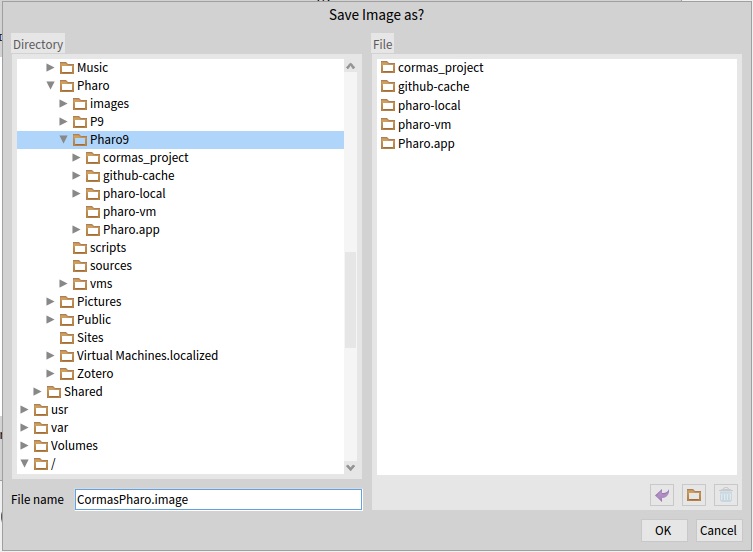 Save Image as?
Directory
Music
Pharo
images
P9
Pharo9
cormas_project
github-cache
pharo-local
pharo-vm
Pharo.app
scripts
sources
vms
Pictures
Public
Sites
Virtual Machines.localized
Zotero
Shared
usr
var
Volumes
/
File
cormas_project
github-cache
pharo-local
pharo-vm
Pharo.app
File name
CormasPharo.image
OK
Cancel